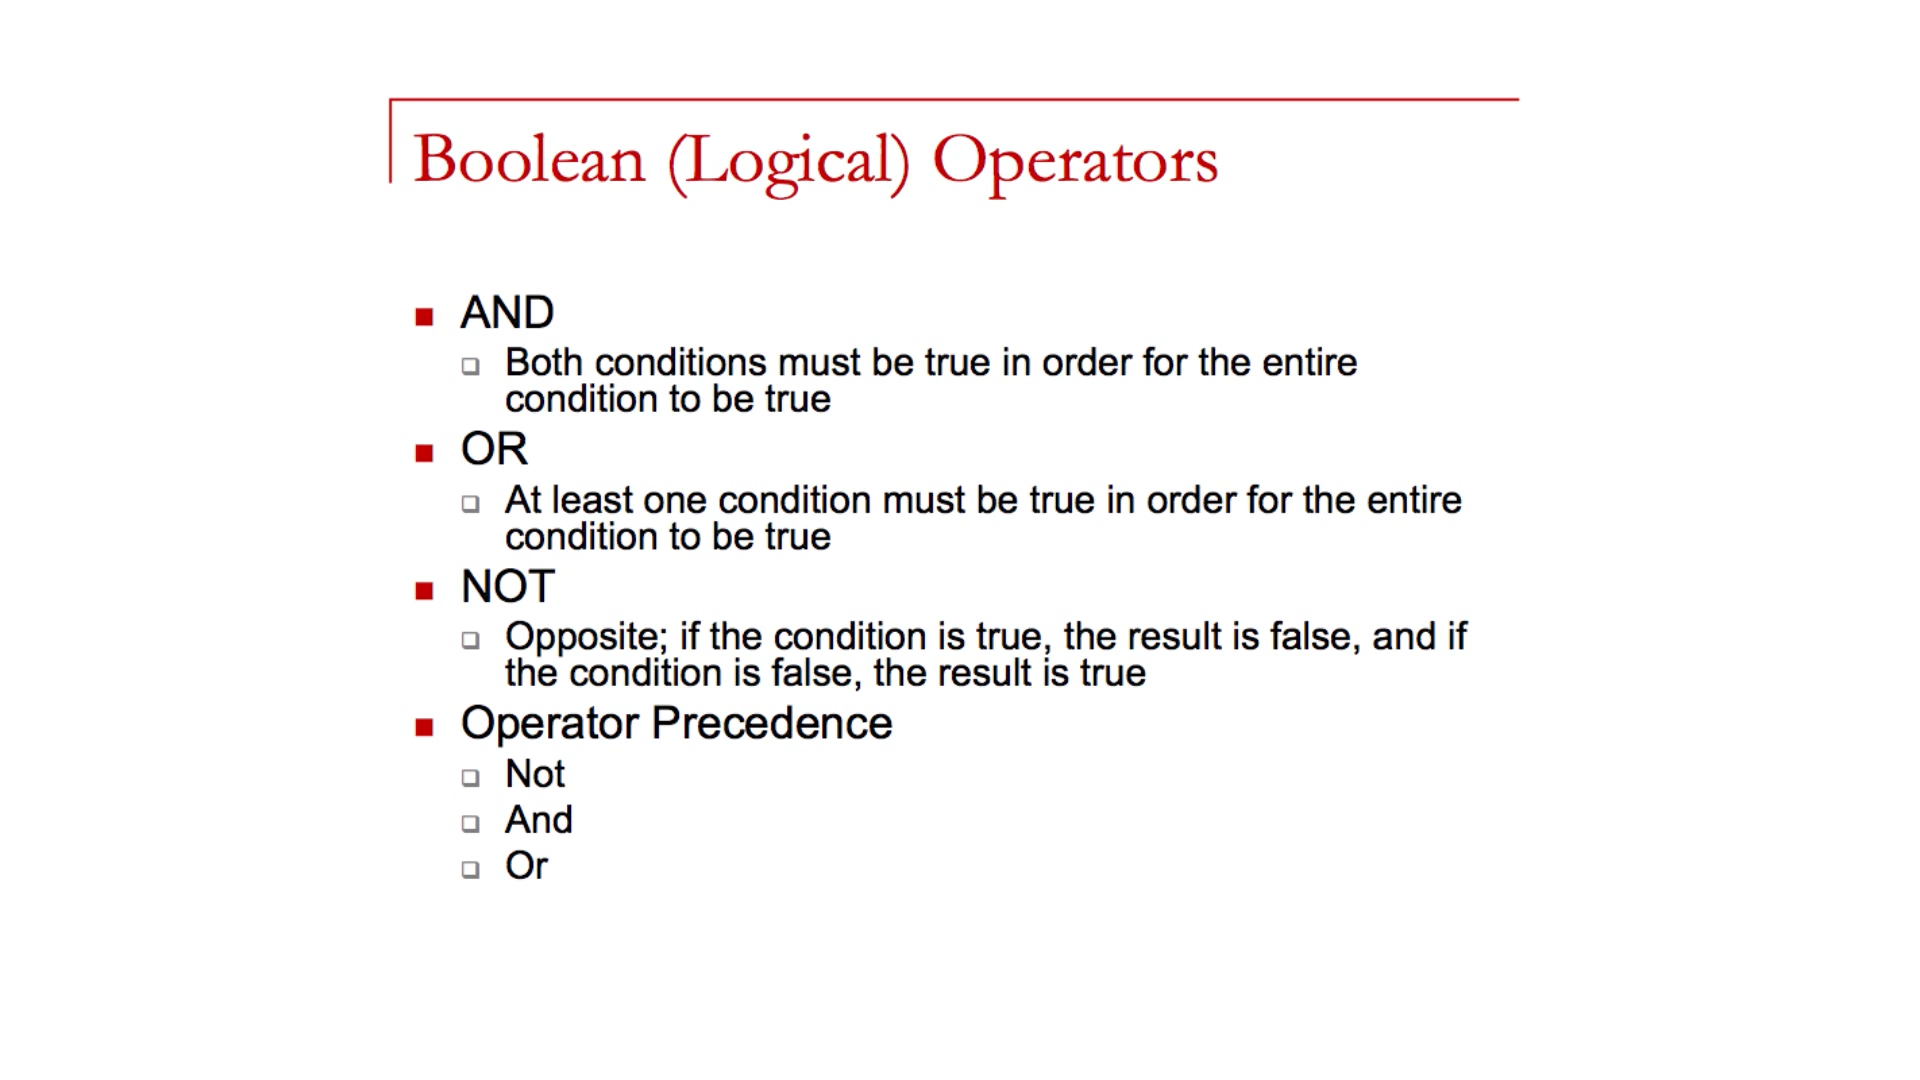 Boolean (Logical) Operators
AND
Both conditions must be true in order for the entire
condition to be true
OR
At least one condition must be true in order for the entire
condition to be true
NOT
Opposite; if the condition is true, the result is false, and if
the condition is false, the result is true
Operator Precedence
Not
And
Or